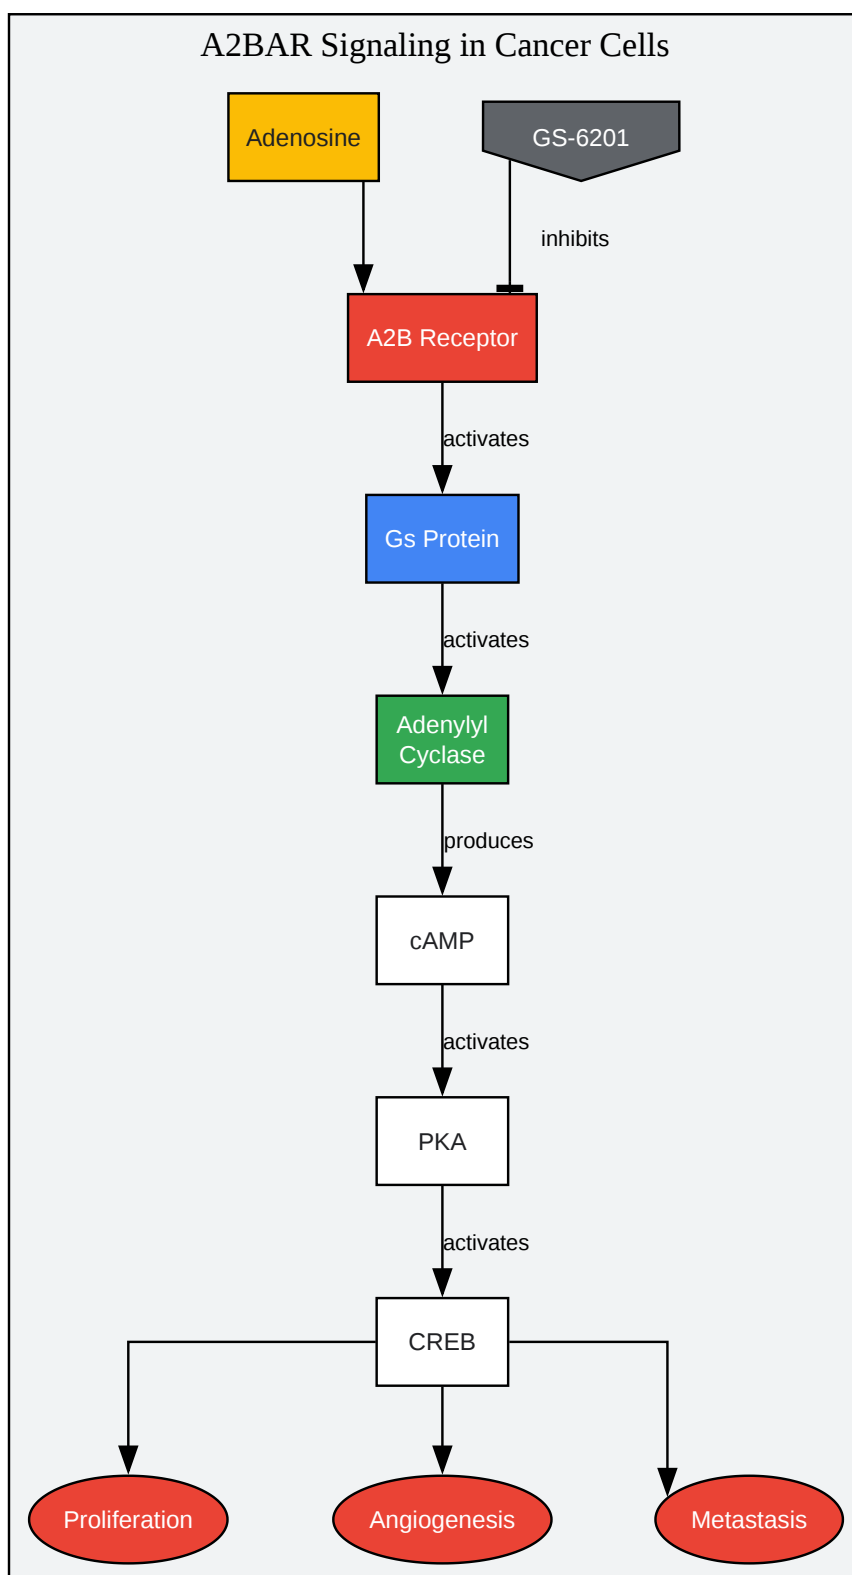 A2BAR Signaling in Cancer Cells
Adenosine
GS-6201
inhibits
A2B Receptor
activates
Gs Protein
activates
Adenylyl
Cyclase
produces
cAMP
activates
PKA
activates
CREB
Proliferation
Angiogenesis
Metastasis